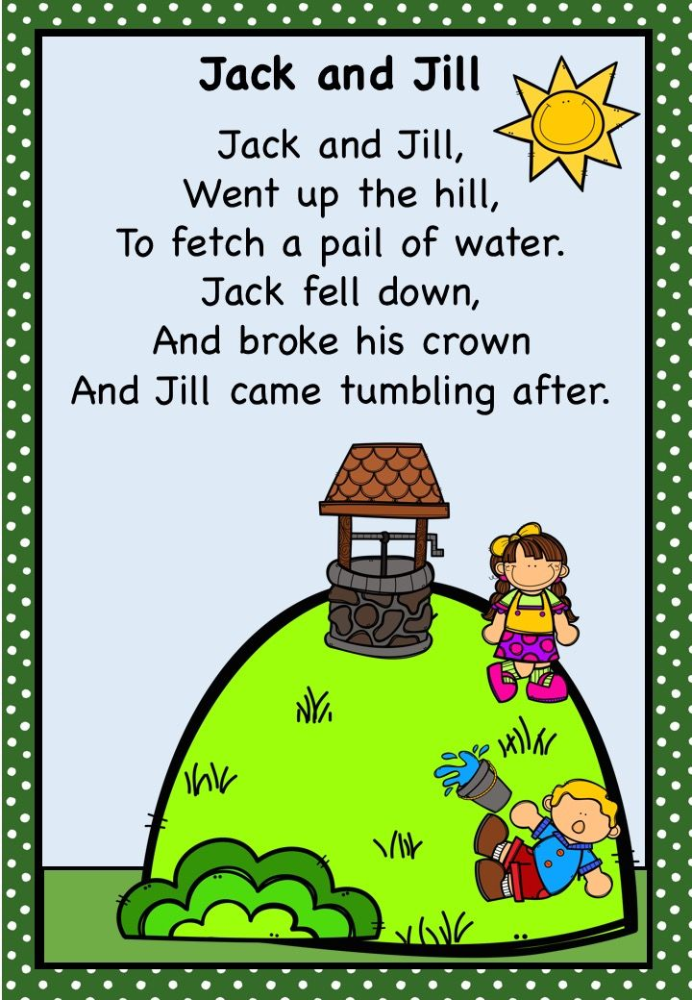 Jack and Jill
Jack and Jill,
Went up the hill,
To fetch a pail of water.
Jack fell down,
And broke his crown
And Jill came tumbling after.